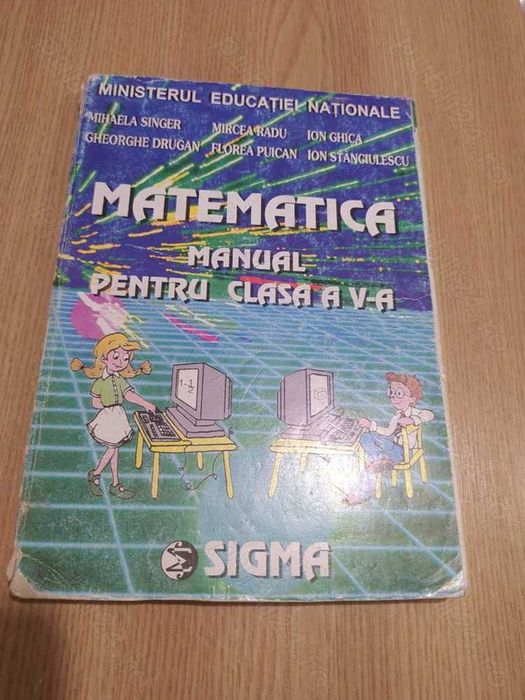 MINISTERUL EDUCAȚIEI NAȚIONALE
MIHAELA SINGER MIRCEA RADU ION GHICA
GHEORGHE DRUGAN FLOREA PUICAN ION STÂNGIULESCU
MATEMATICA
MANUAL
PENTRU CLASA A V-A
SIGMA